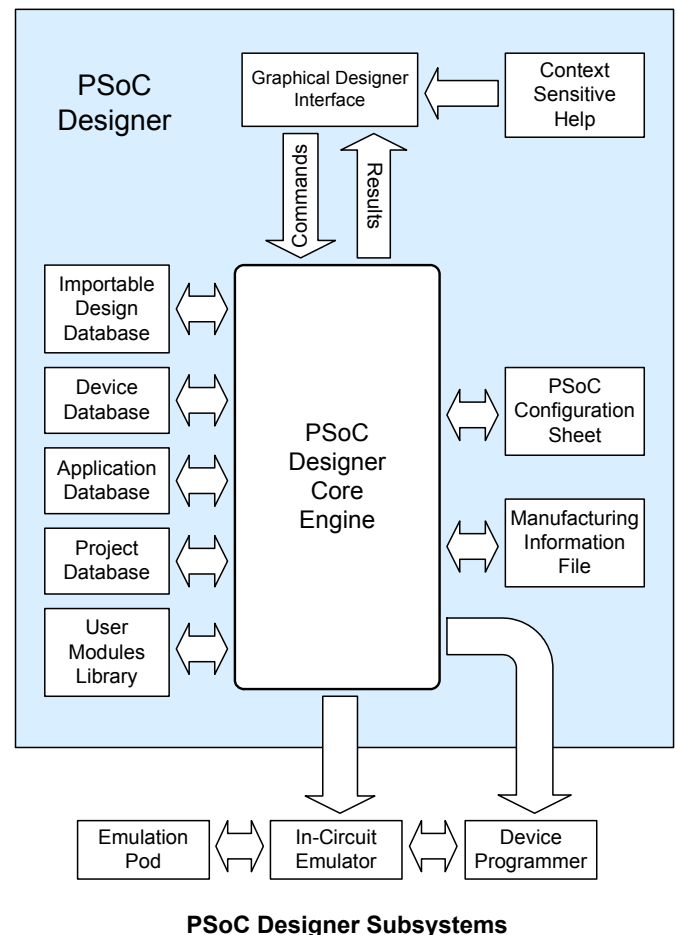 PSoC
Designer
Graphical Designer
Interface
Context
Sensitive
Help
Commands
Results
Importable
Design
Database
Device
Database
Application
Database
Project
Database
User
Modules
Library
PSoC
Designer
Core
Engine
PSoC
Configuration
Sheet
Manufacturing
Information
File
Emulation
Pod
In-Circuit
Emulator
Device
Programmer
PSoC Designer Subsystems